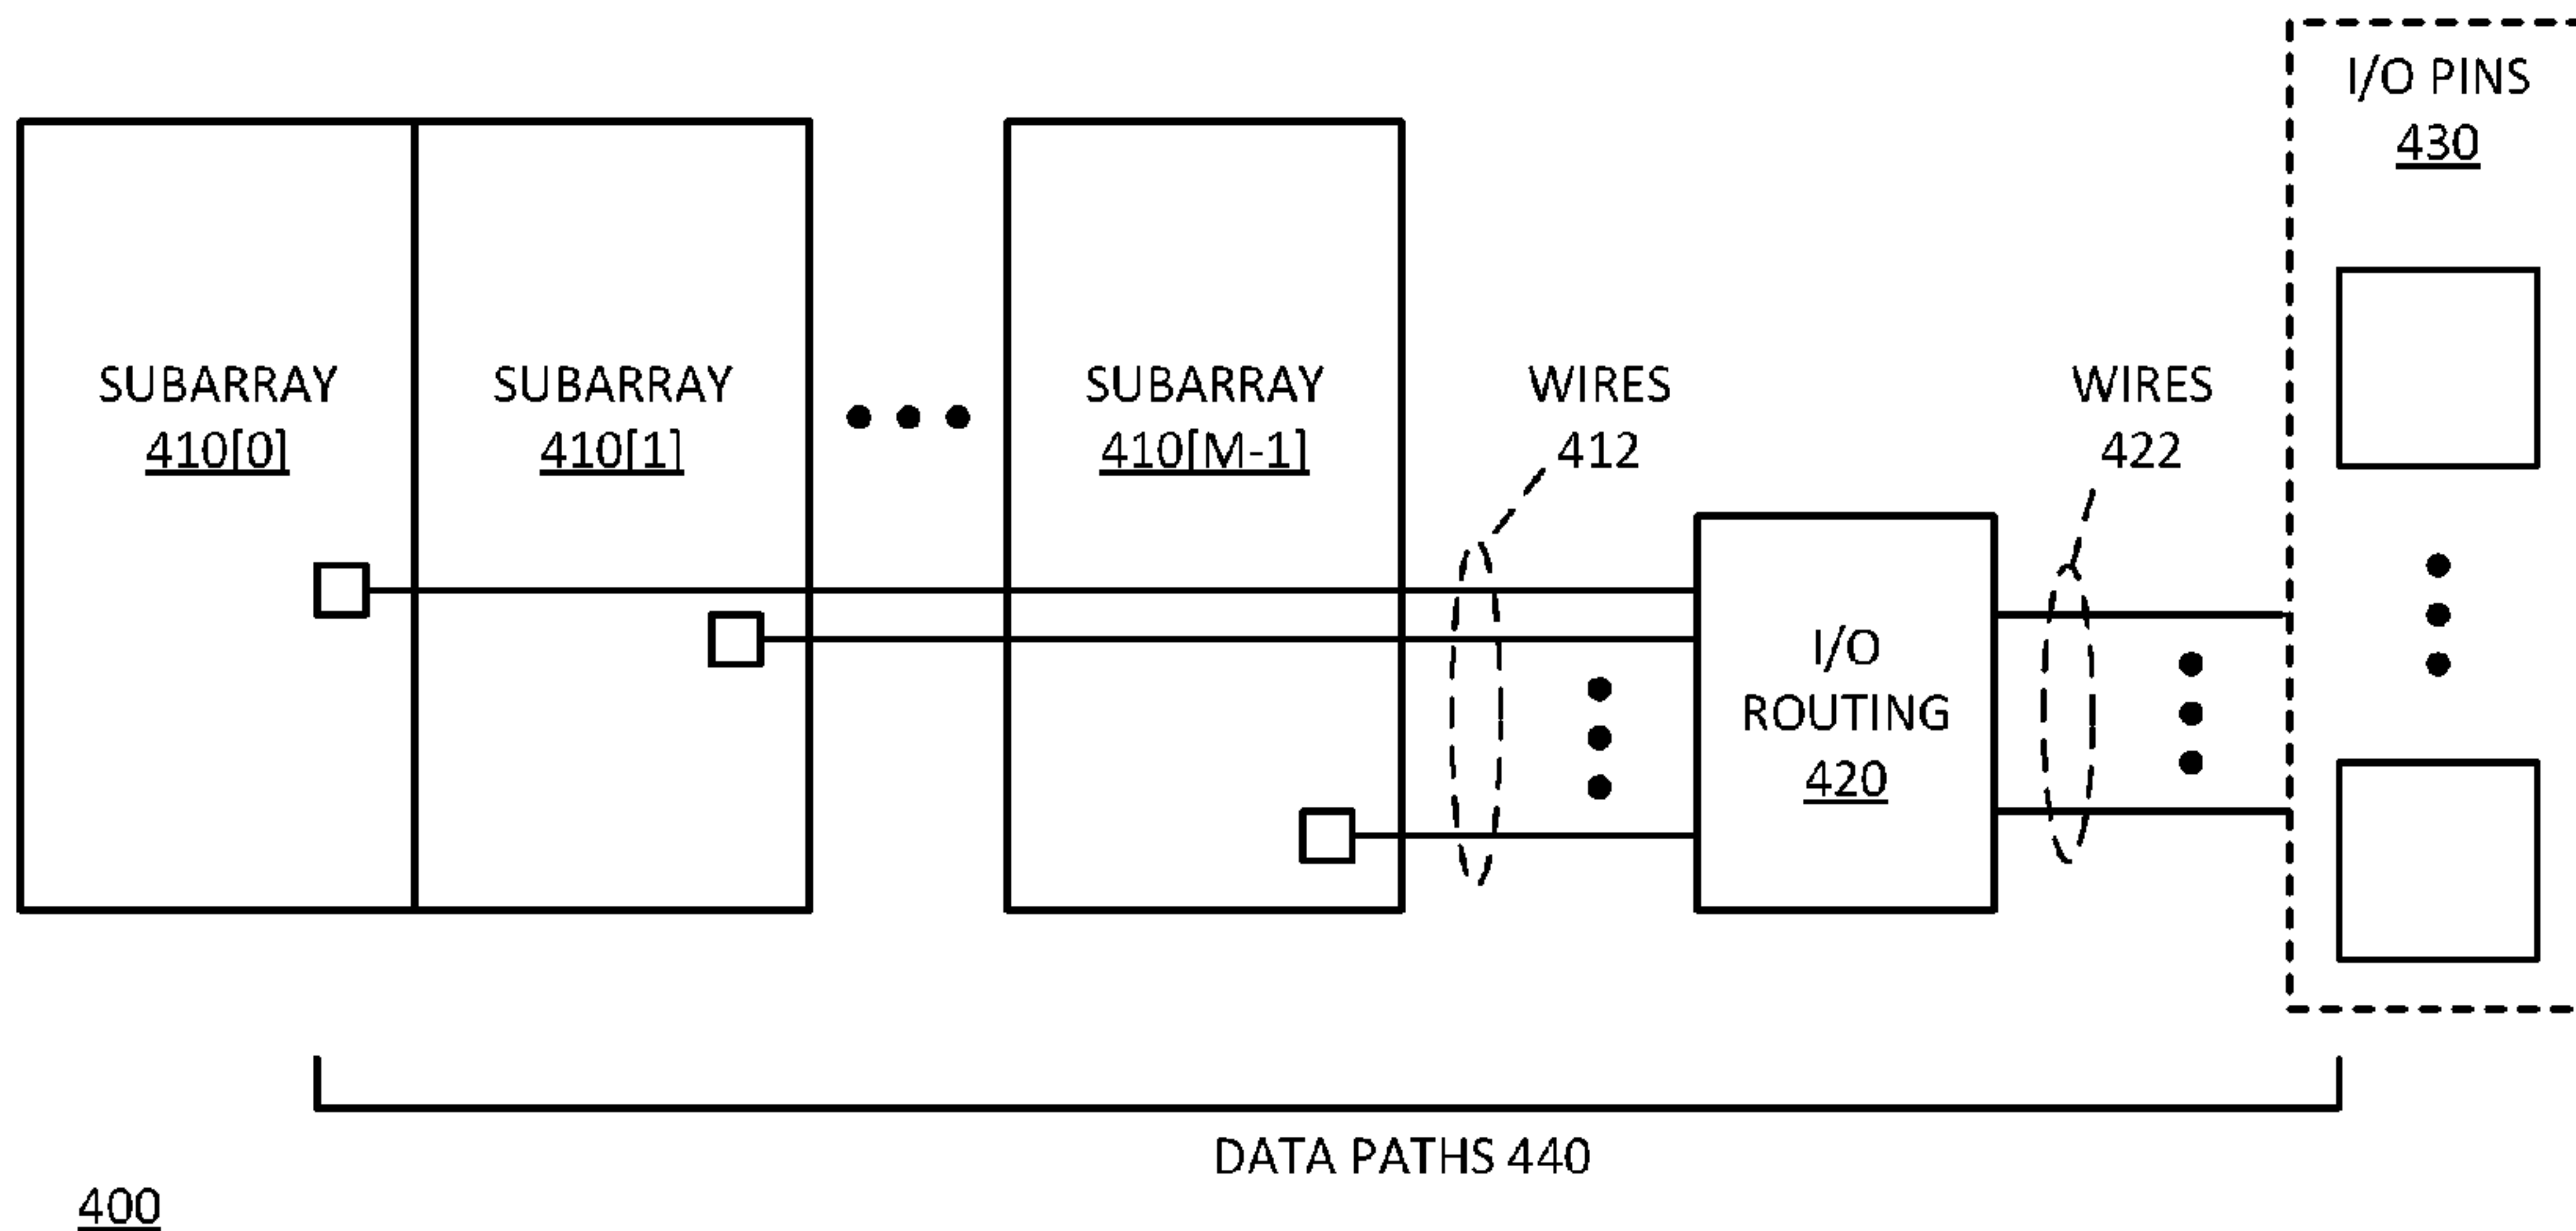 I/O PINS
430
SUBARRAY
410[0]
SUBARRAY
410[1]
SUBARRAY
410[M-1]
WIRES
412
WIRES
422
I/O
ROUTING
420
DATA PATHS 440
400